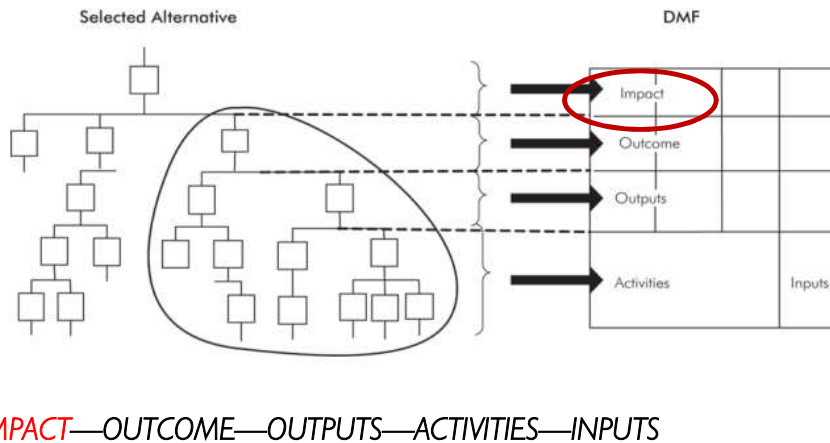 Selected Alternative
DMF
Impact
Outcome
Outputs
Activities
Inputs
MPACT—OUTCOME—OUTPUTS—ACTIVITIES—INPUTS